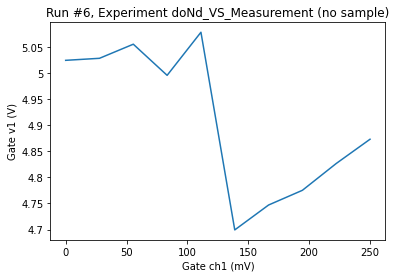 Run #6, Experiment doNd_VS_Measurement (no sample)
Gate v1 (V)
5.05
5
4.95
4.9
4.85
4.8
4.75
4.7
0 50 100 150 200 250
Gate ch1 (mV)